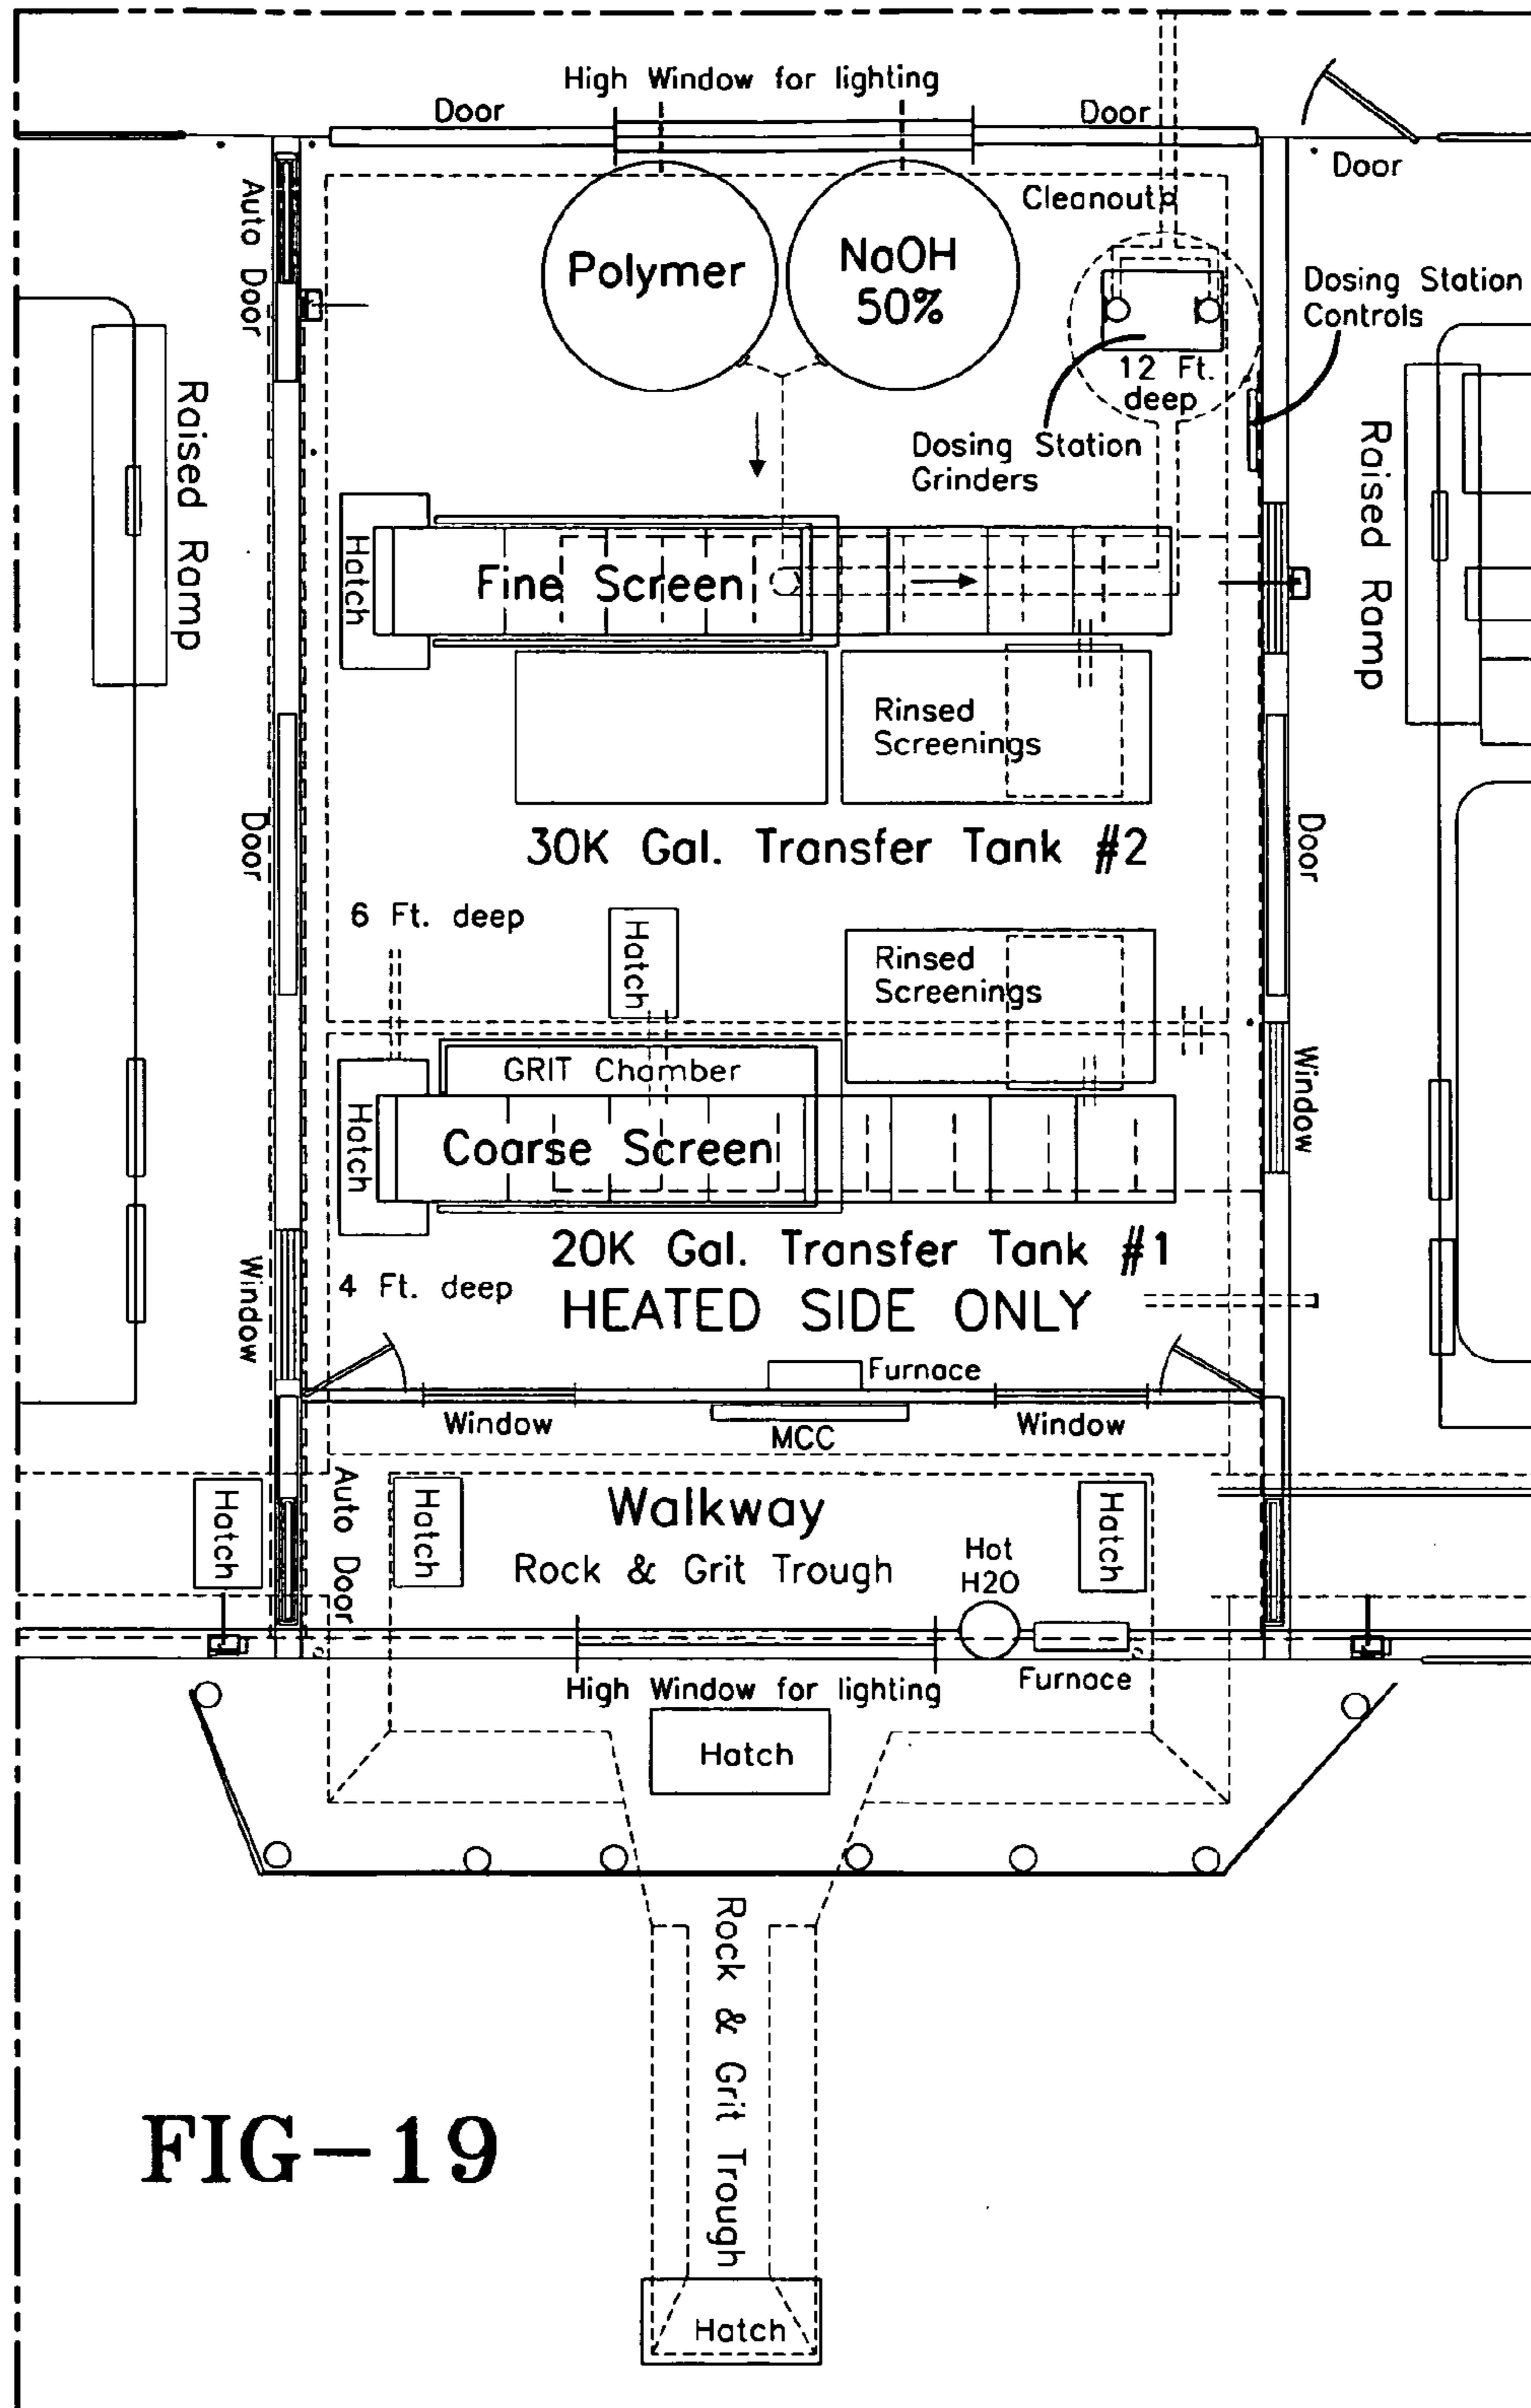 High Window for lighting
Door
Door
Door
Auto Door
Polymer
NaOH
50%
Cleanout
Dosing Station
Controls
12 Ft.
deep
Dosing Station
Grinders
Raised Ramp
Raised Ramp
Hatch
Fine Screen
Rinsed
Screenings
30K Gal. Transfer Tank #2
Door
Door
6 Ft. deep
Hatch
Rinsed
Screenings
GRIT Chamber
Hatch
Coarse Screen
Window
20K Gal. Transfer Tank #1
4 Ft. deep
HEATED SIDE ONLY
Window
Furnace
Window
MCC
Window
Auto Door
Hatch
Hatch
Walkway
Hatch
Rock & Grit Trough
Hot
H2O
High Window for lighting
Furnace
Hatch
Rock & Grit Trough
FIG-19
Hatch